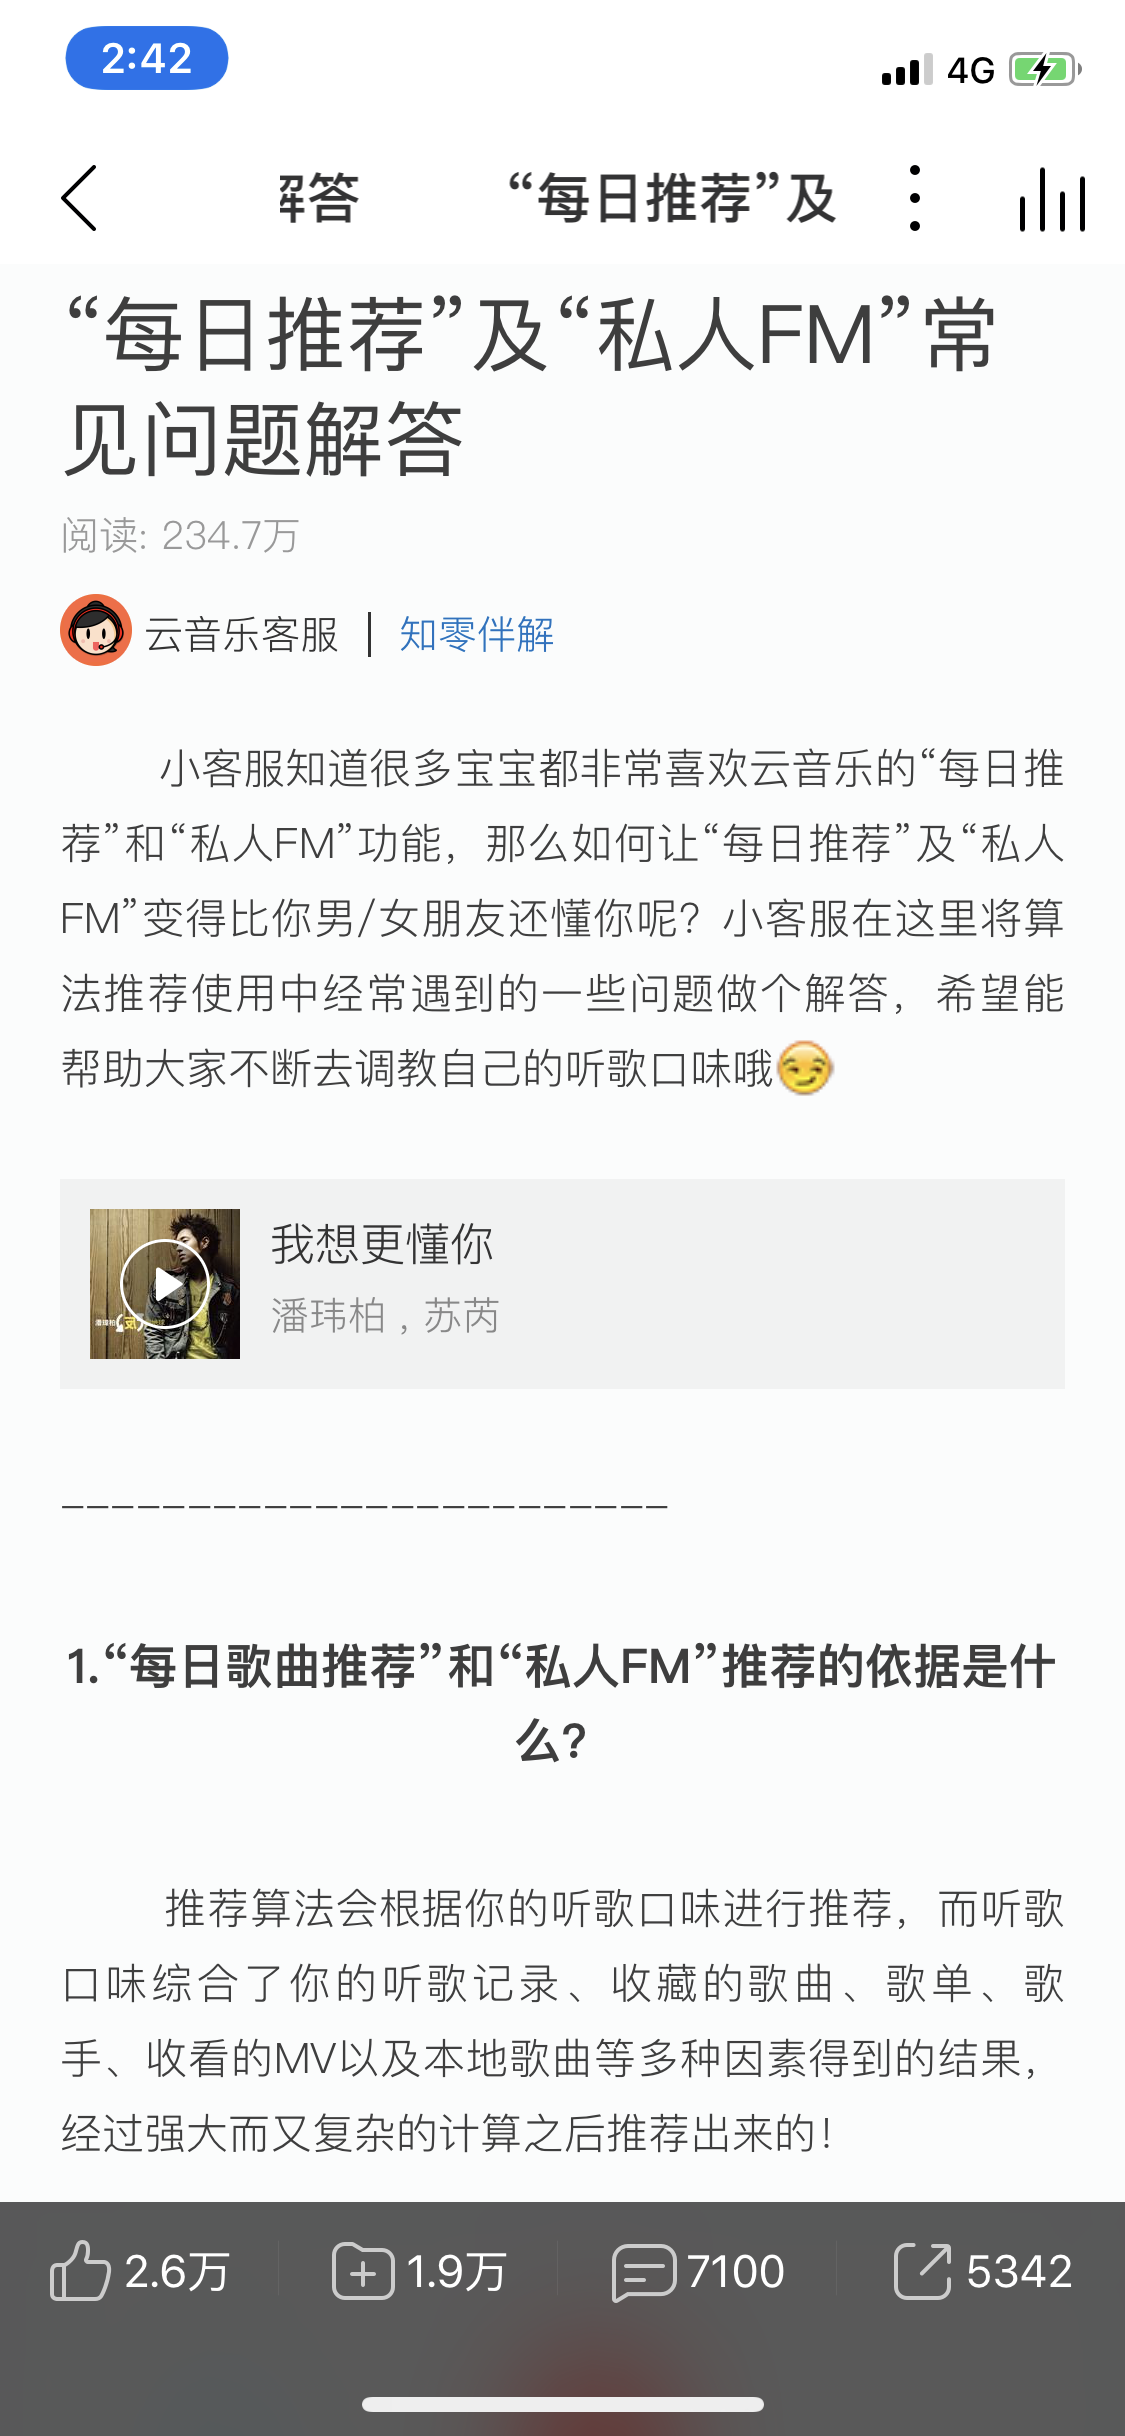 2:42
4G
解答 “每日推荐”及
“每日推荐”及“私人FM”常
见问题解答
阅读: 234.7万
云音乐客服 | 知零伴解
小客服知道很多宝宝都非常喜欢云音乐的“每日推
荐”和“私人FM”功能，那么如何让“每日推荐”及“私人
FM”变得比你男/女朋友还懂你呢？小客服在这里将算
法推荐使用中经常遇到的一些问题做个解答，希望能
帮助大家不断去调教自己的听歌口味哦😏
我想更懂你
潘玮柏 , 苏芮
------------------------
1.“每日歌曲推荐”和“私人FM”推荐的依据是什
么?
推荐算法会根据你的听歌口味进行推荐，而听歌
口味综合了你的听歌记录、收藏的歌曲、歌单、歌
手、收看的MV以及本地歌曲等多种因素得到的结果，
经过强大而又复杂的计算之后推荐出来的！
2.6万 1.9万 7100 5342